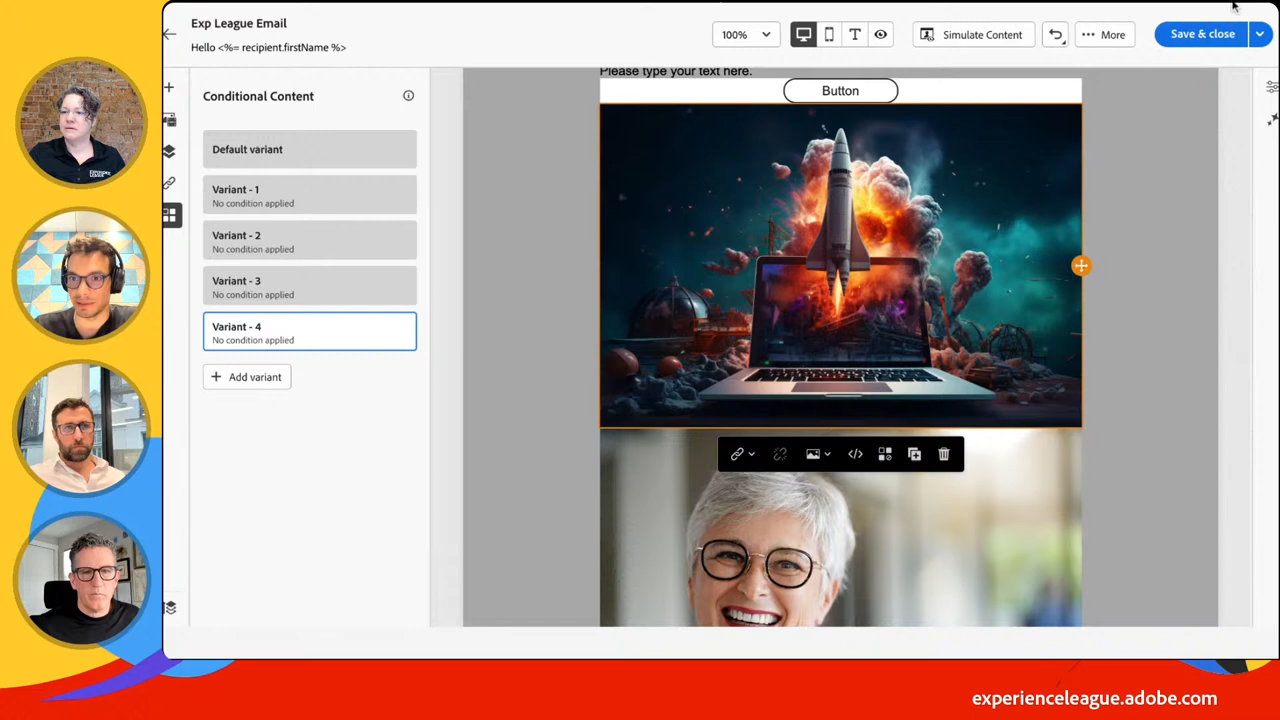 Exp League Email
Hello <%= recipient.firstName %>
100%
Simulate Content
More
Save & close
Conditional Content
Default variant
Variant - 1
No condition applied
Variant - 2
No condition applied
Variant - 3
No condition applied
Variant - 4
No condition applied
+ Add variant
Please type your text here.
Button
experienceleague.adobe.com